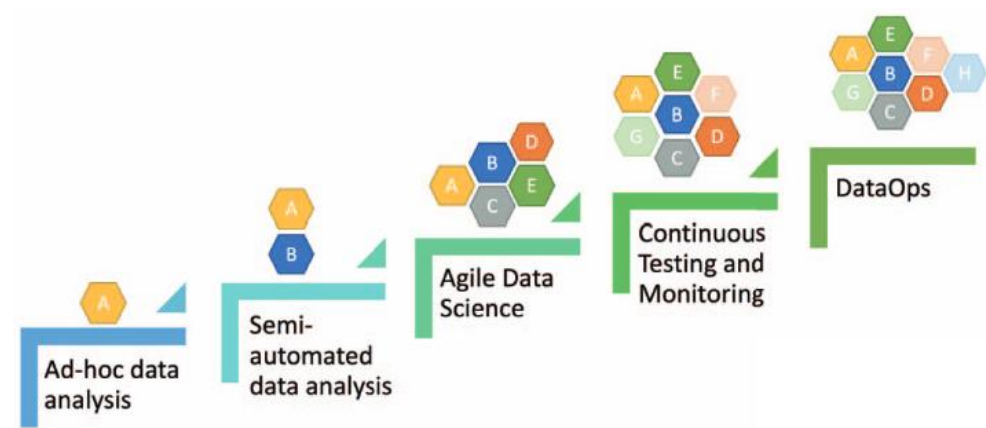 A
Ad-hoc data
analysis
A
B
Semi-
automated
data analysis
A
B
C
D
E
Agile Data
Science
A
B
C
D
E
F
G
Continuous
Testing and
Monitoring
A
B
C
D
E
F
G
H
DataOps